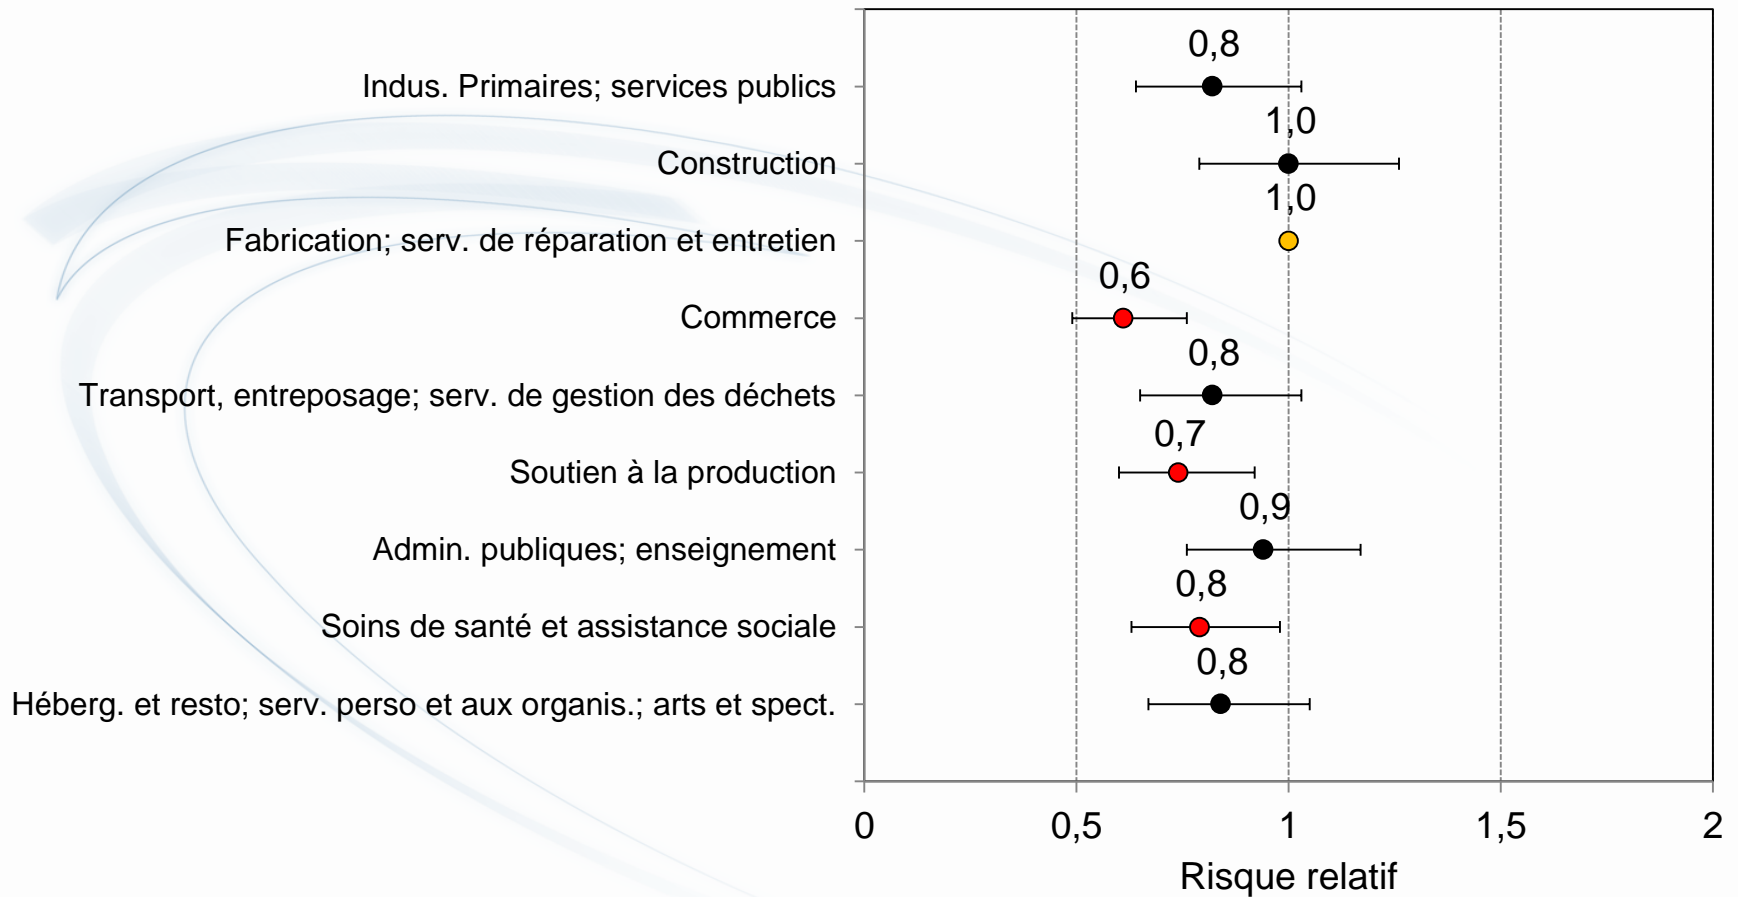 0,8
Indus. Primaires; services publics
1,0
Construction
1,0
Fabrication; serv. de réparation et entretien
0,6
Commerce
0,8
Transport, entreposage; serv. de gestion des déchets
0,7
Soutien à la production
0,9
Admin. publiques; enseignement
0,8
Soins de santé et assistance sociale
0,8
Héberg. et resto; serv. perso et aux organis.; arts et spect.
0 0,5 1 1,5 2
Risque relatif